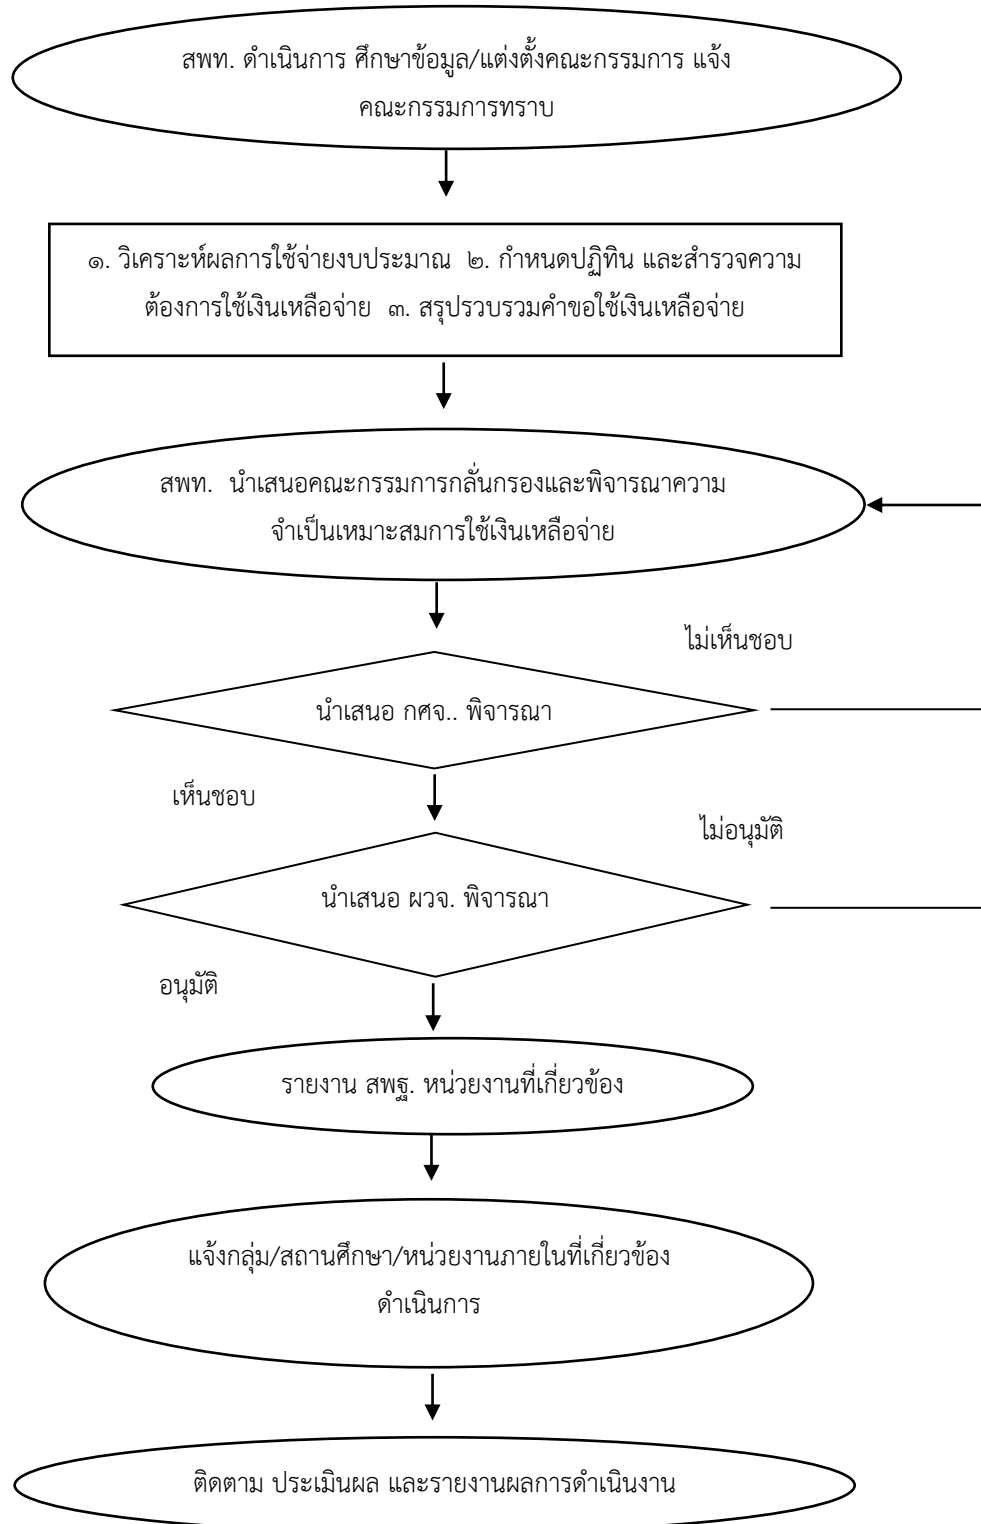 สพท. ดำเนินการ ศึกษาข้อมูล/แต่งตั้งคณะกรรมการ แจ้ง
คณะกรรมการทราบ
๑. วิเคราะห์ผลการใช้จ่ายงบประมาณ ๒. กำหนดปฏิทิน และสำรวจความ
ต้องการใช้เงินเหลือจ่าย ๓. สรุปรวบรวมคำขอใช้เงินเหลือจ่าย
สพท. นำเสนอคณะกรรมการกลั่นกรองและพิจารณาความ
จำเป็นเหมาะสมการใช้เงินเหลือจ่าย
ไม่เห็นชอบ
นำเสนอ กศจ.. พิจารณา
เห็นชอบ
ไม่อนุมัติ
นำเสนอ ผวจ. พิจารณา
อนุมัติ
รายงาน สพฐ. หน่วยงานที่เกี่ยวข้อง
แจ้งกลุ่ม/สถานศึกษา/หน่วยงานภายในที่เกี่ยวข้อง
ดำเนินการ
ติดตาม ประเมินผล และรายงานผลการดำเนินงาน